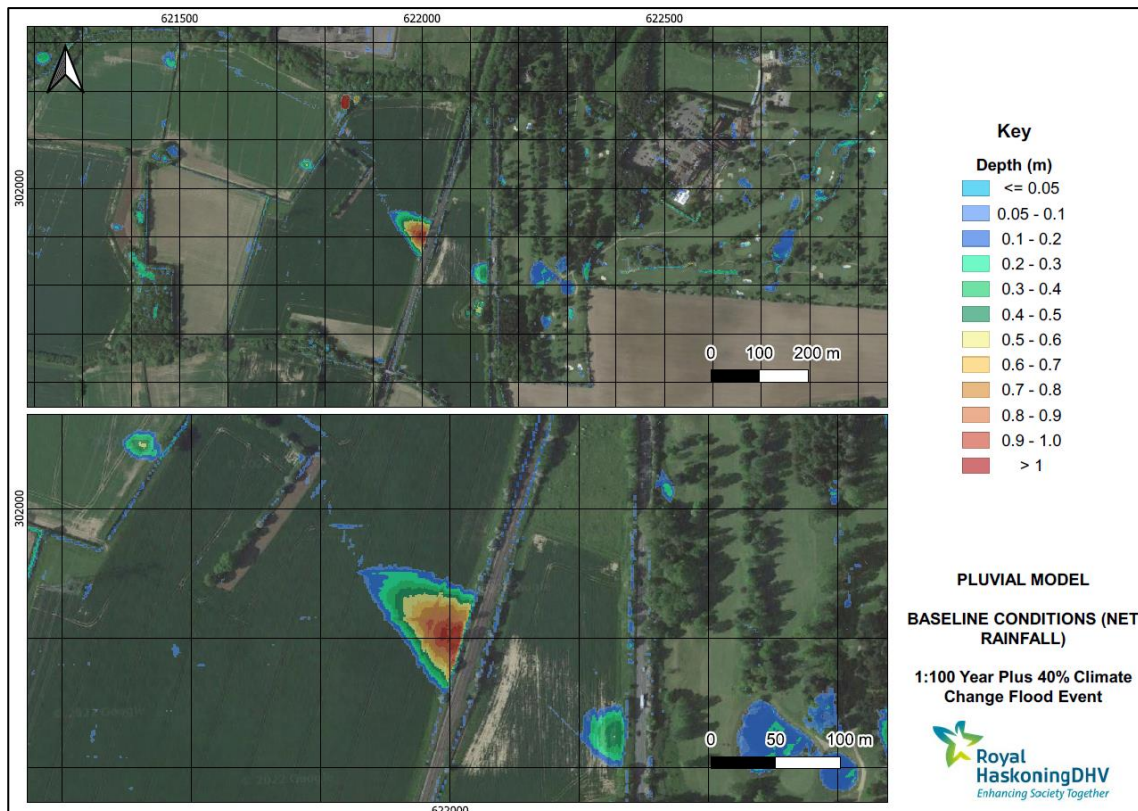 621500
622000
622500
302000
0 100 200 m
302000
0 50 100 m
622000
Key
Depth (m)
<= 0.05
0.05 - 0.1
0.1 - 0.2
0.2 - 0.3
0.3 - 0.4
0.4 - 0.5
0.5 - 0.6
0.6 - 0.7
0.7 - 0.8
0.8 - 0.9
0.9 - 1.0
> 1
PLUVIAL MODEL
BASELINE CONDITIONS (NET
RAINFALL)
1:100 Year Plus 40% Climate
Change Flood Event
Royal
HaskoningDHV
Enhancing Society Together